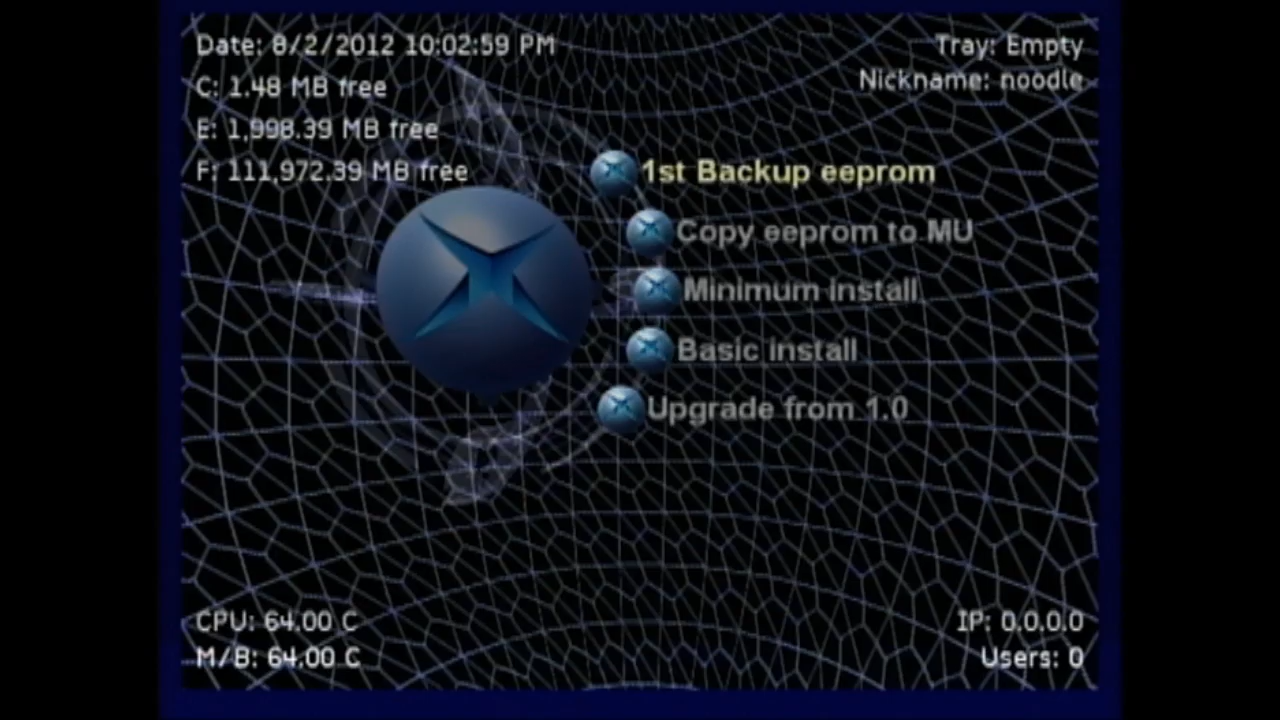 Date: 8/2/2012 10:02:59 PM
C: 1.48 MB free
E: 1,998.39 MB free
F: 111,972.39 MB free
Tray: Empty
Nickname: noodle
1st Backup eeprom
Copy eeprom to MU
Minimum install
Basic install
Upgrade from 1.0
CPU: 64.00 C
M/B: 64.00 C
IP: 0.0.0.0
Users: 0